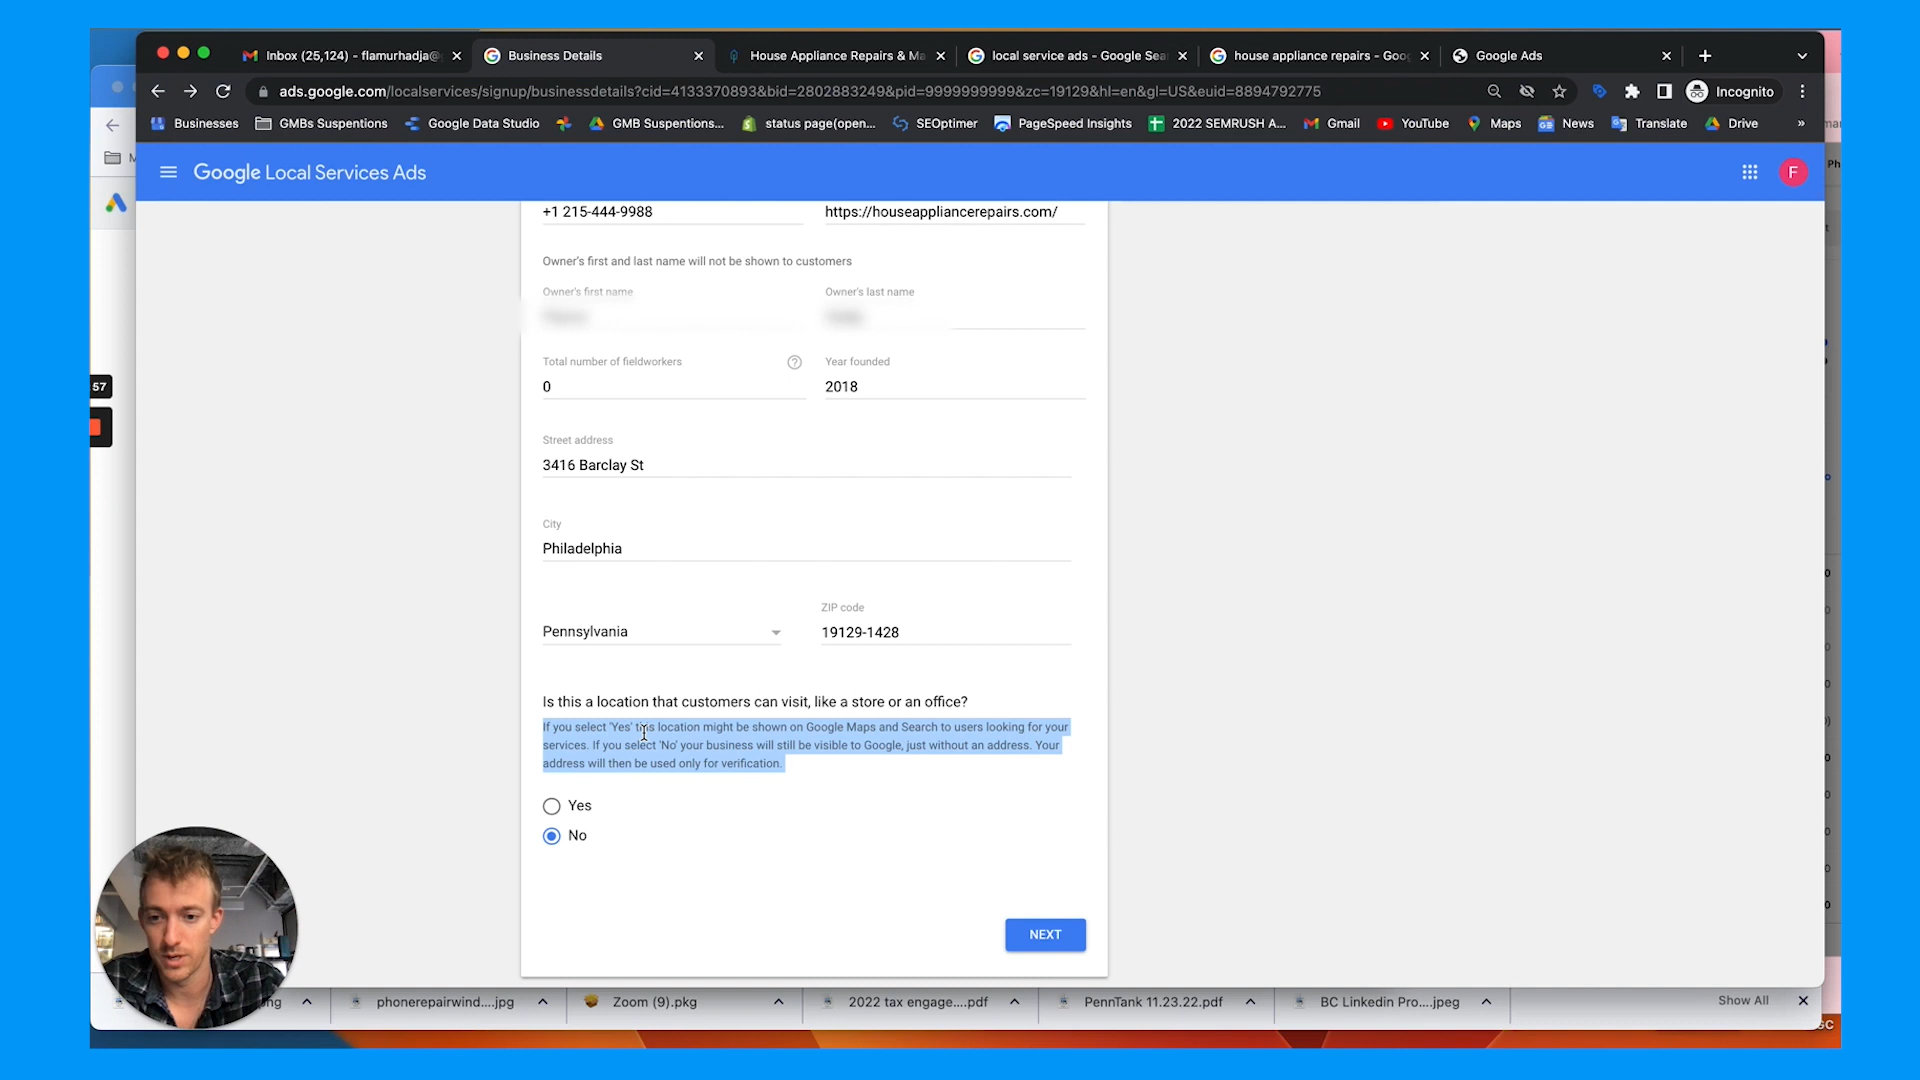 Inbox (25,124) - flamurhadja@
Business Details
House Appliance Repairs & Ma
local service ads - Google Sea
house appliance repairs - Goo
Google Ads
ads.google.com/localservices/signup/businessdetails?cid=4133370893&bid=2802883249&pid=9999999999&zc=19129&hl=en&gl=US&euid=8894792775
Incognito
Businesses
GMBs Suspentions
Google Data Studio
GMB Suspentions...
status page(open...
SEOptimer
PageSpeed Insights
2022 SEMRUSH A...
Gmail
YouTube
Maps
News
Translate
Drive
»
Google Local Services Ads
F
Ph
+1 215-444-9988
https://houseappliancerepairs.com/
Owner's first and last name will not be shown to customers
Owner's first name
Owner's last name
Total number of fieldworkers
Year founded
57
0
2018
Street address
3416 Barclay St
City
Philadelphia
ZIP code
Pennsylvania
19129-1428
Is this a location that customers can visit, like a store or an office?
If you select 'Yes' this location might be shown on Google Maps and Search to users looking for your
services. If you select 'No' your business will still be visible to Google, just without an address. Your
address will then be used only for verification.
Yes
No
NEXT
ng
phonerepairwind....jpg
Zoom (9).pkg
2022 tax engage....pdf
PennTank 11.23.22.pdf
BC Linkedin Pro....jpeg
Show All
GC